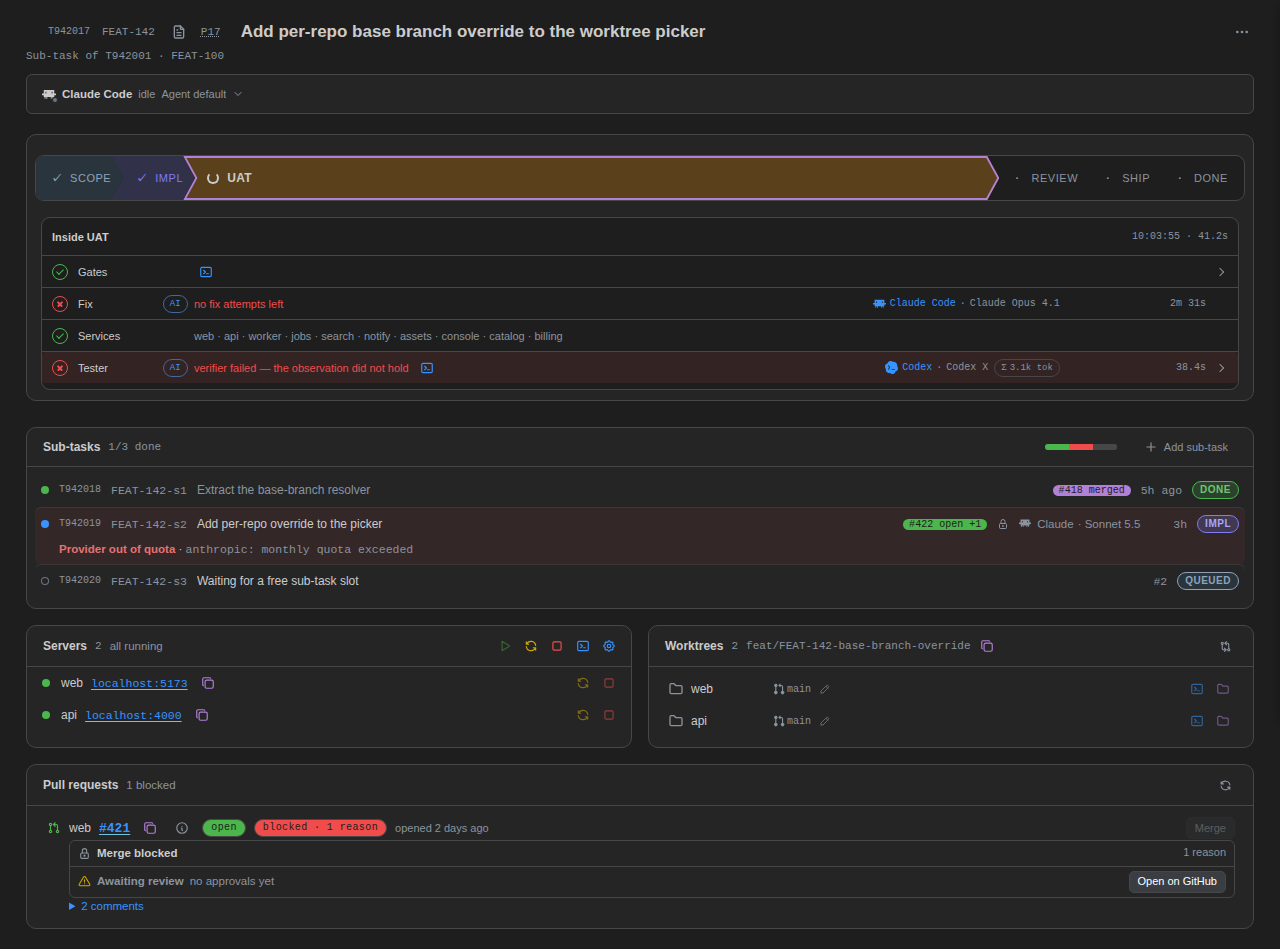 T942017 FEAT-142 P17 Add per-repo base branch override to the worktree picker
Sub-task of T942001 · FEAT-100
Claude Code idle Agent default
SCOPE IMPL UAT · REVIEW · SHIP · DONE
Inside UAT 10:03:55 · 41.2s
Gates
Fix AI no fix attempts left Claude Code · Claude Opus 4.1 2m 31s
Services web · api · worker · jobs · search · notify · assets · console · catalog · billing
Tester AI verifier failed — the observation did not hold Codex · Codex X Σ 3.1k tok 38.4s
Sub-tasks 1/3 done Add sub-task
T942018 FEAT-142-s1 Extract the base-branch resolver #418 merged 5h ago DONE
T942019 FEAT-142-s2 Add per-repo override to the picker #422 open +1 Claude · Sonnet 5.5 3h IMPL
Provider out of quota · anthropic: monthly quota exceeded
T942020 FEAT-142-s3 Waiting for a free sub-task slot #2 QUEUED
Servers 2 all running
web localhost:5173
api localhost:4000
Worktrees 2 feat/FEAT-142-base-branch-override
web main
api main
Pull requests 1 blocked
web #421 open blocked · 1 reason opened 2 days ago Merge
Merge blocked 1 reason
Awaiting review no approvals yet Open on GitHub
2 comments